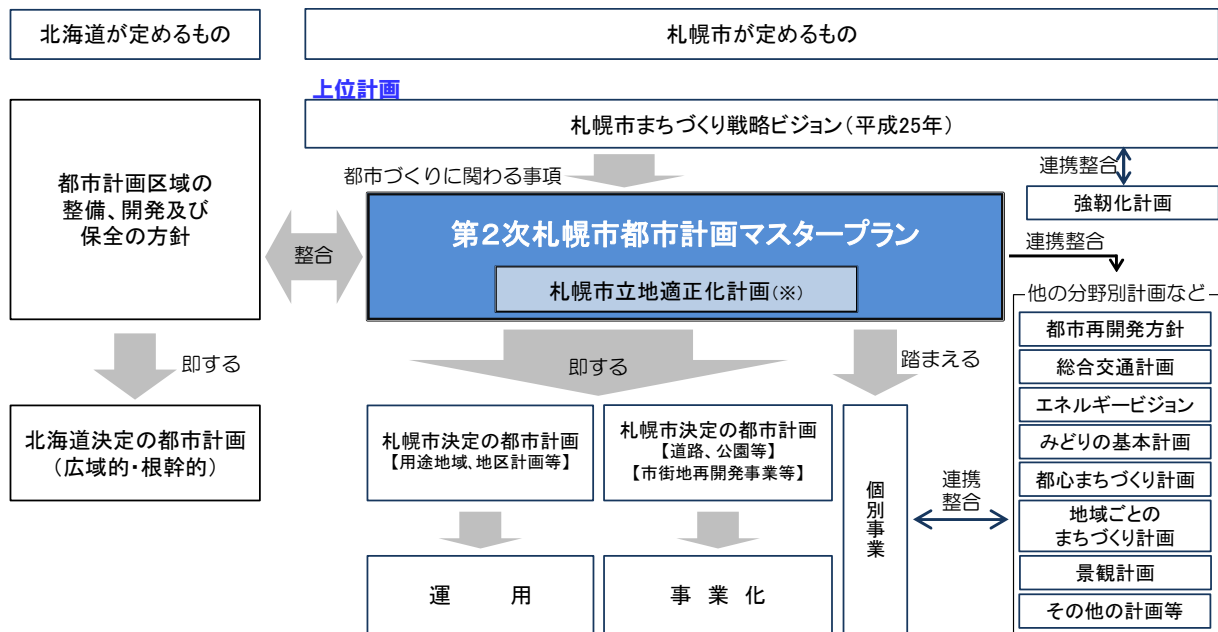 北海道が定めるもの
札幌市が定めるもの
上位計画
札幌市まちづくり戦略ビジョン（平成25年）
都市づくりに関わる事項
連携整合
強靭化計画
都市計画区域の
整備、開発及び
保全の方針
整合
第２次札幌市都市計画マスタープラン
札幌市立地適正化計画(※)
連携整合
他の分野別計画など
都市再開発方針
総合交通計画
エネルギービジョン
みどりの基本計画
都心まちづくり計画
地域ごとの
まちづくり計画
景観計画
その他の計画等
即する
即する
踏まえる
北海道決定の都市計画
（広域的・根幹的）
札幌市決定の都市計画
【用途地域、地区計画等】
札幌市決定の都市計画
【道路、公園等】
【市街地再開発事業等】
個別事業
連携
整合
運　用
事 業 化